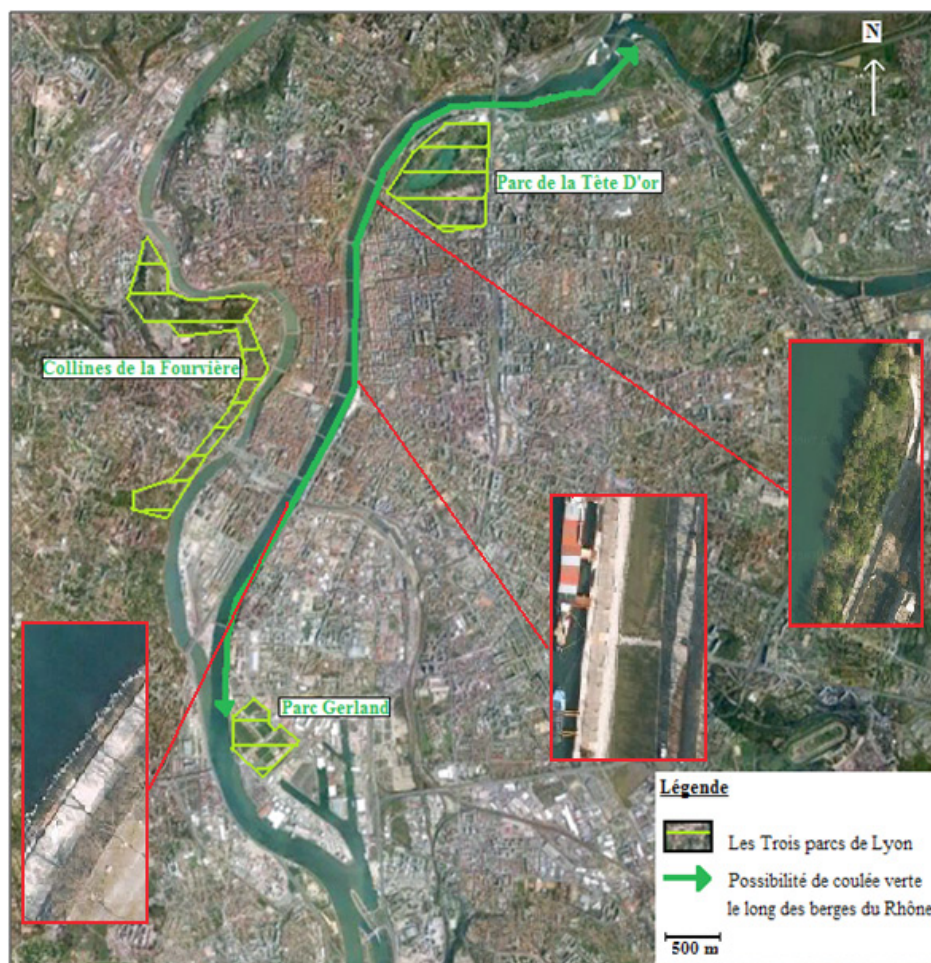 N
Parc de la Tête D'or
Collines de la Fourvière
Parc Gerland
Légende
Les Trois parcs de Lyon
Possibilité de coulée verte
le long des berges du Rhône
500 m